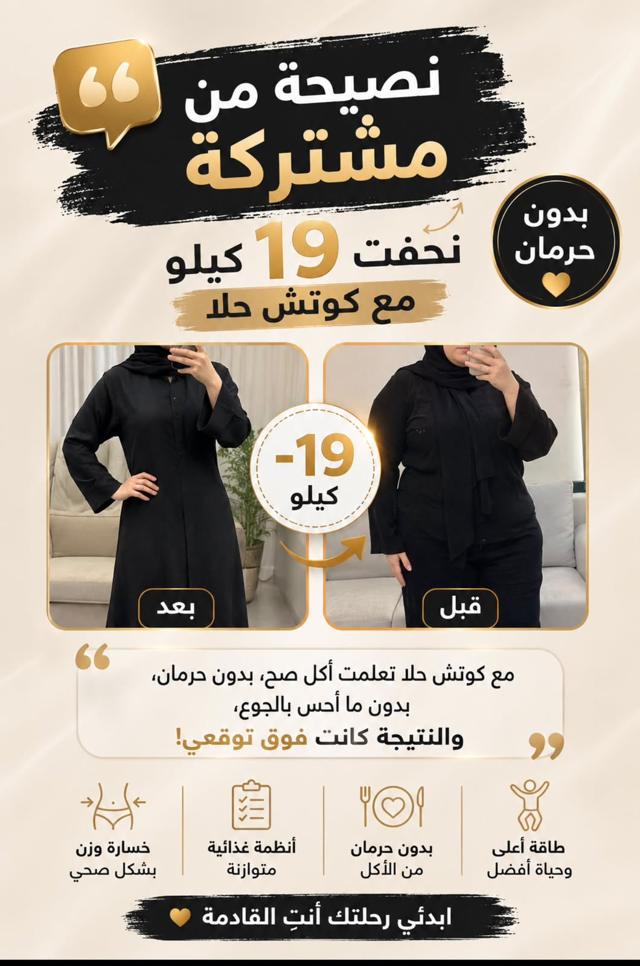 نصيحة من
مشتركة
بدون
حرمان
نحفت 19 كيلو
مع كوتش حلا
-19
كيلو
قبل
بعد
مع كوتش حلا تعلمت أكل صح، بدون حرمان،
بدون ما أحس بالجوع،
والنتيجة كانت فوق توقعي!
طاقة أعلى
وحياة أفضل
بدون حرمان
من الأكل
أنظمة غذائية
متوازنة
خسارة وزن
بشكل صحي
ابدئي رحلتك أنتِ القادمة